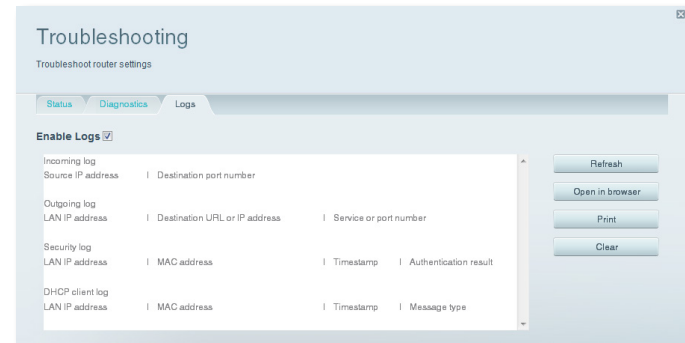 Troubleshooting
Troubleshoot router settings
Status Diagnostics Logs
Enable Logs
Incoming log
Source IP address | Destination port number
Outgoing log
LAN IP address | Destination URL or IP address | Service or port number
Security log
LAN IP address | MAC address | Timestamp | Authentication result
DHCP client log
LAN IP address | MAC address | Timestamp | Message type
Refresh
Open in browser
Print
Clear